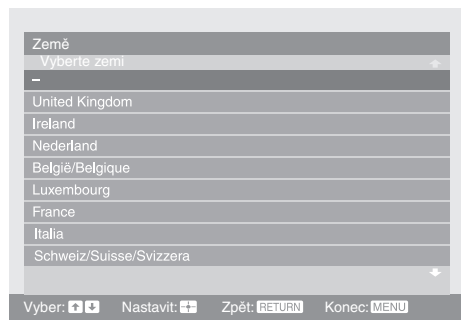 Země
Vyberte zemi
–
United Kingdom
Ireland
Nederland
België/Belgique
Luxembourg
France
Italia
Schweiz/Suisse/Svizzera
Vyber: Nastavit: Zpět: RETURN Konec: MENU